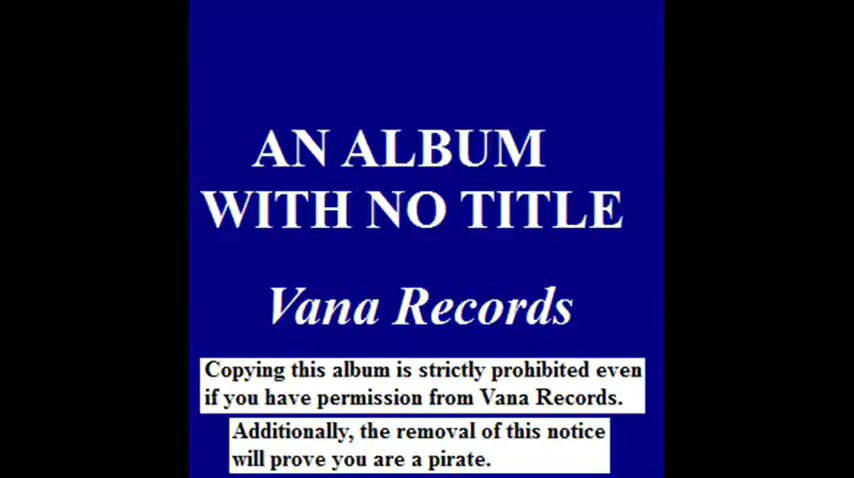 AN ALBUM
WITH NO TITLE
Vana Records
Copying this album is strictly prohibited even
if you have permission from Vana Records.
Additionally, the removal of this notice
will prove you are a pirate.